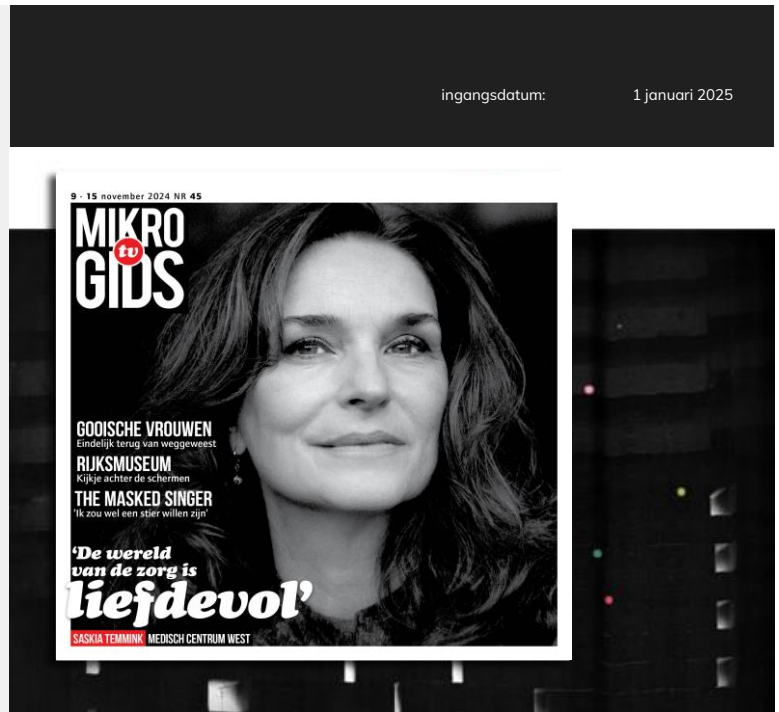 ingangsdatum: 1 januari 2025
9 - 15 november 2024 NR 45
MIKRO
tv
GIDS
GOOISCHE VROUWEN
Eindelijk terug van weggeweest
RIJKSMUSEUM
Kijkje achter de schermen
THE MASKED SINGER
'Ik zou wel een stier willen zijn'
‘De wereld
van de zorg is
liefdevol’
SASKIA TEMMINK MEDISCH CENTRUM WEST